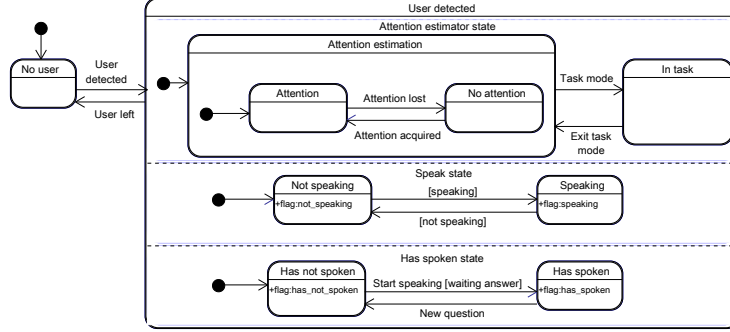 User detected
Attention estimator state
Attention estimation
No user
User
detected
User left
Attention
Attention lost
No attention
Attention acquired
Task mode
In task
Exit task
mode
Speak state
Not speaking
+flag:not_speaking
[speaking]
Speaking
+flag:speaking
[not speaking]
Has spoken state
Has not spoken
+flag:has_not_spoken
Start speaking [waiting answer]
Has spoken
+flag:has_spoken
New question